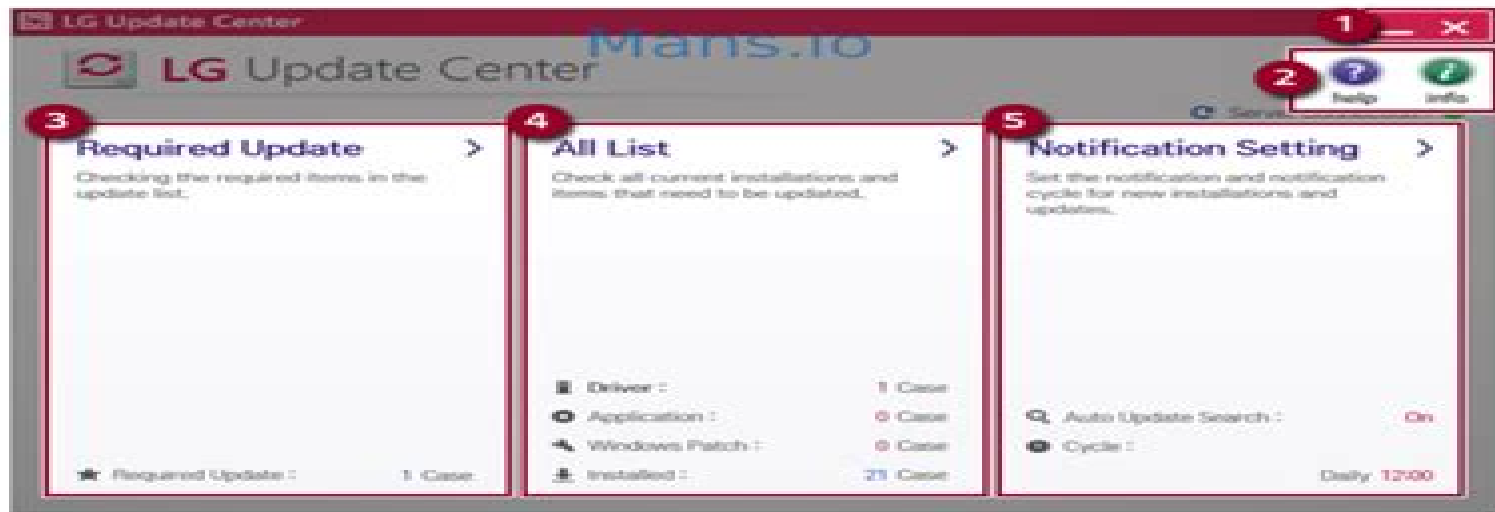 LG Update Center
1
Mans.io
LG Update Center
2
help
info
3
Required Update >
Checking the required items in the
update list.
Required Update : 1 Case
4
All List >
Check all current installations and
items that need to be updated.
Driver : 1 Case
Application : 0 Case
Windows Patch : 0 Case
Installed : 21 Case
5
Notification Setting >
Set the notification and notification
cycle for new installations and
updates.
Auto Update Search : On
Cycle :
Daily 12:00